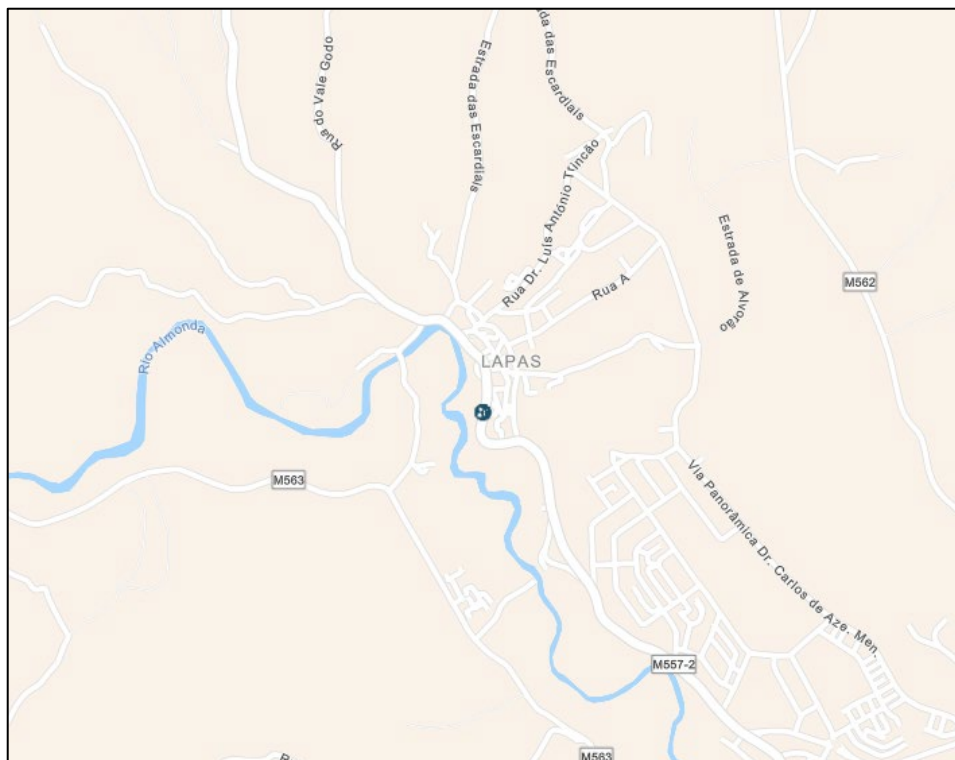 Rua do Vale Godo
Estrada das Escardiais
da das Escardiais
Rua Dr. Luís António Trincão
Rua A
Estrada de Alvorão
M562
Rio Almonda
LAPAS
M563
Via Panorâmica Dr. Carlos de Aze. Men.
M557-2
M563